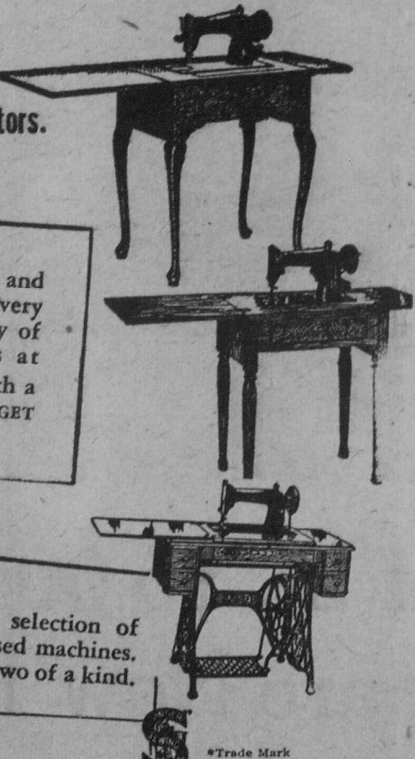 tors.
and
very
y of
s at
th a
GET
selection of
sed machines.
wo of a kind.
*Trade Mark